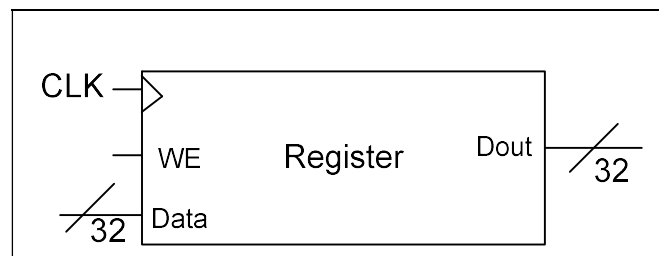 CLK
WE
Register
Dout
32
Data
32